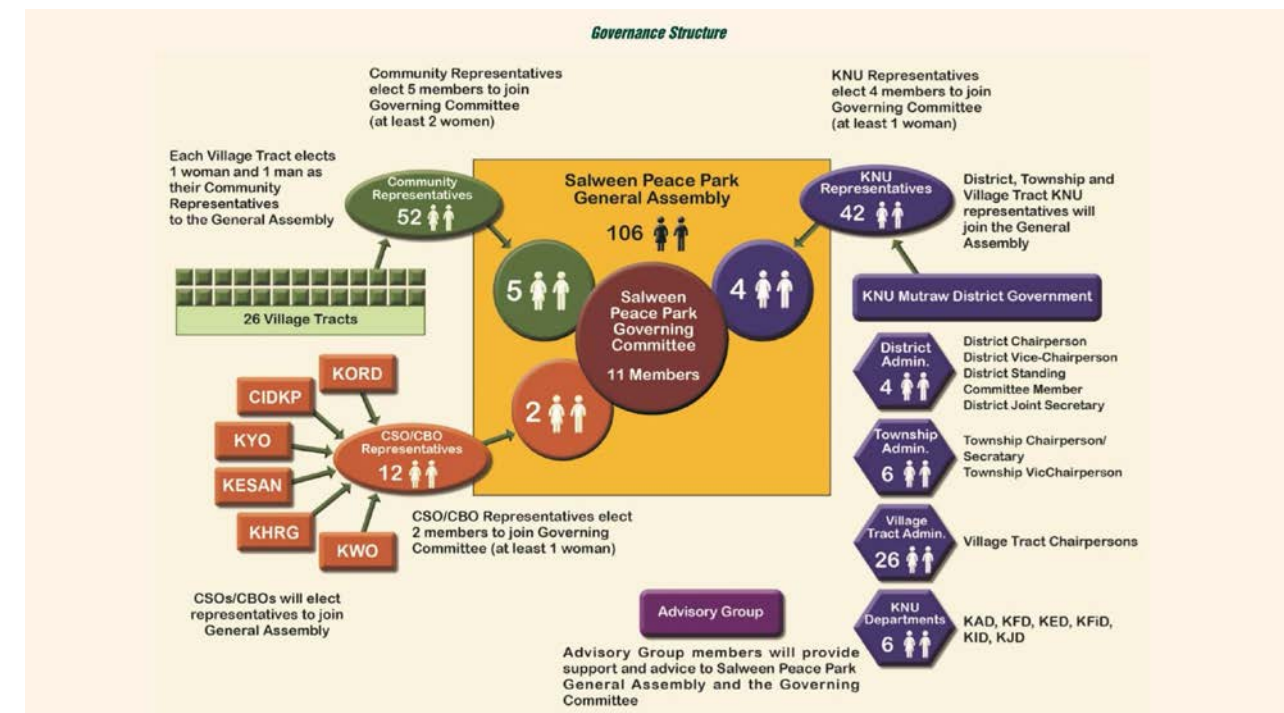 Governance Structure
Community Representatives
elect 5 members to join
Governing Committee
(at least 2 women)
KNU Representatives
elect 4 members to join
Governing Committee
(at least 1 woman)
Each Village Tract elects
1 woman and 1 man as
their Community
Representatives
to the General Assembly
Community
Representatives
52
Salween Peace Park
General Assembly
106
KNU
Representatives
42
District, Township and
Village Tract KNU
representatives will
join the General
Assembly
26 Village Tracts
5
4
2
Salween
Peace Park
Governing
Committee
11 Members
KNU Mutraw District Government
District
Admin.
4
District Chairperson
District Vice-Chairperson
District Standing
Committee Member
District Joint Secretary
Township
Admin.
6
Township Chairperson/
Secratary
Township VicChairperson
Village
Tract Admin.
26
Village Tract Chairpersons
KNU
Departments
6
KAD, KFD, KED, KFiD,
KID, KJD
KORD
CIDKP
KYO
KESAN
KHRG
KWO
CSO/CBO
Representatives
12
CSO/CBO Representatives elect
2 members to join Governing
Committee (at least 1 woman)
CSOs/CBOs will elect
representatives to join
General Assembly
Advisory Group
Advisory Group members will provide
support and advice to Salween Peace Park
General Assembly and the Governing
Committee